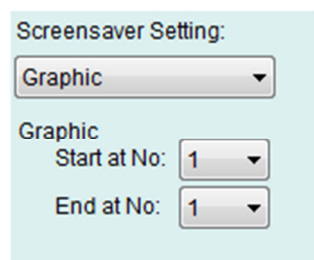 Screensaver Setting:
Graphic
Graphic
Start at No: 1
End at No: 1